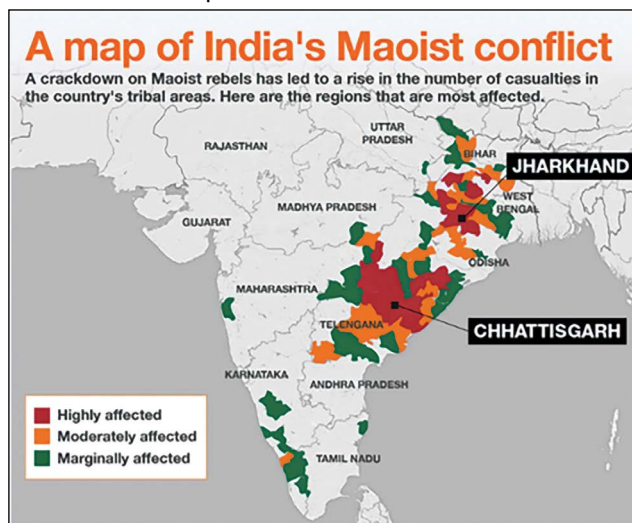 A map of India's Maoist conflict
A crackdown on Maoist rebels has led to a rise in the number of casualties in
the country's tribal areas. Here are the regions that are most affected.
UTTAR
PRADESH
RAJASTHAN
BIHAR
JHARKHAND
WEST
BENGAL
MADHYA PRADESH
GUJARAT
ODISHA
MAHARASHTRA
TELENGANA
CHHATTISGARH
KARNATAKA
ANDHRA PRADESH
Highly affected
Moderately affected
Marginally affected
TAMIL NADU